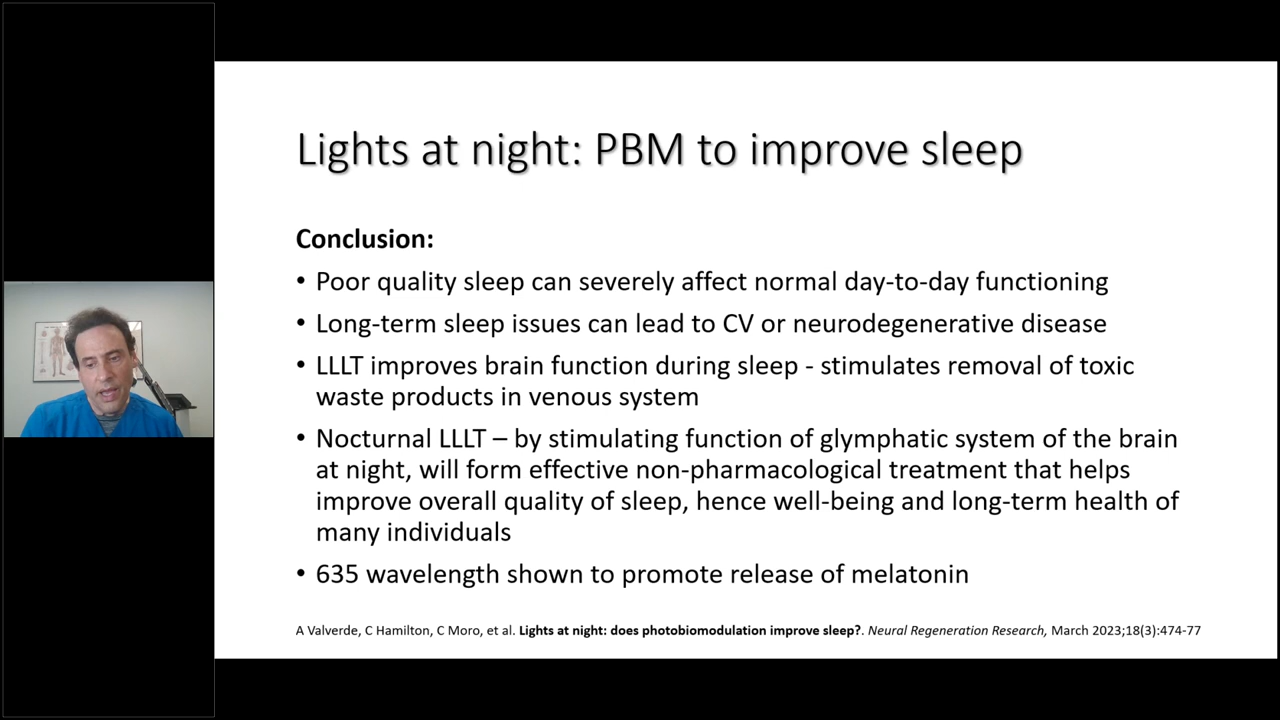 Lights at night: PBM to improve sleep
Conclusion:
• Poor quality sleep can severely affect normal day-to-day functioning
• Long-term sleep issues can lead to CV or neurodegenerative disease
• LLLT improves brain function during sleep - stimulates removal of toxic
waste products in venous system
• Nocturnal LLLT – by stimulating function of glymphatic system of the brain
at night, will form effective non-pharmacological treatment that helps
improve overall quality of sleep, hence well-being and long-term health of
many individuals
• 635 wavelength shown to promote release of melatonin
A Valverde, C Hamilton, C Moro, et al. Lights at night: does photobiomodulation improve sleep?. Neural Regeneration Research, March 2023;18(3):474-77